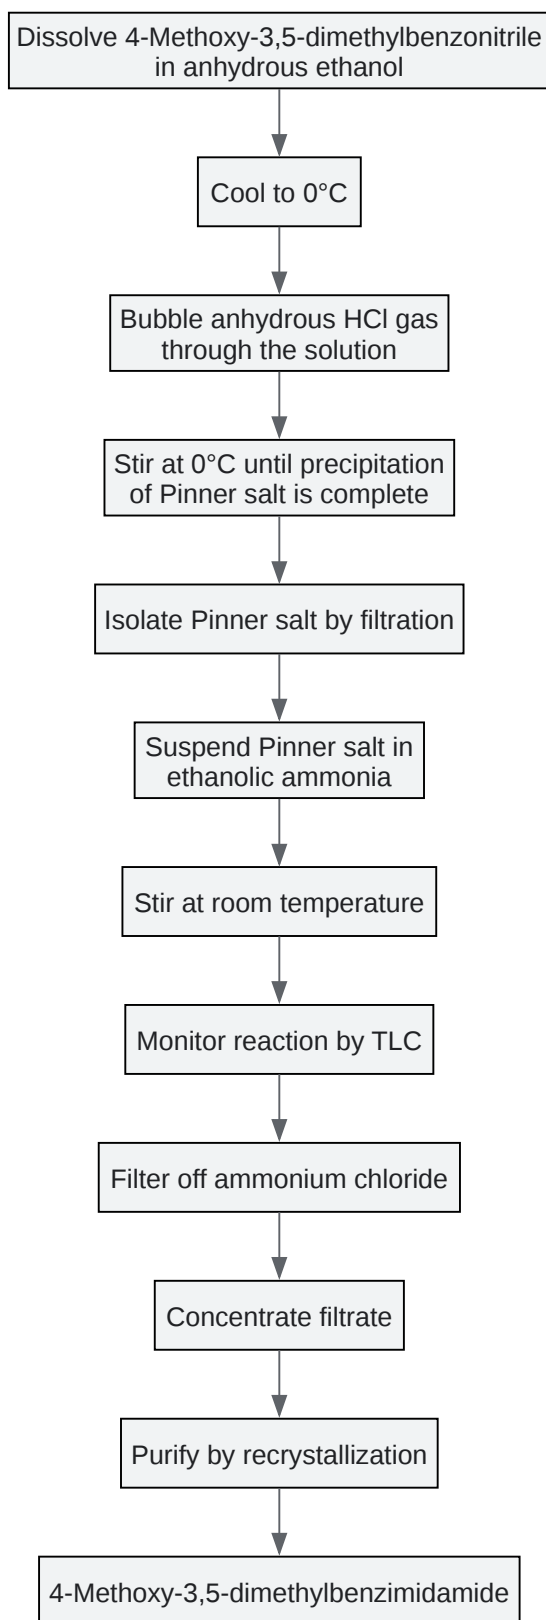 Dissolve 4-Methoxy-3,5-dimethylbenzonitrile
in anhydrous ethanol
Cool to 0°C
Bubble anhydrous HCl gas
through the solution
Stir at 0°C until precipitation
of Pinner salt is complete
Isolate Pinner salt by filtration
Suspend Pinner salt in
ethanolic ammonia
Stir at room temperature
Monitor reaction by TLC
Filter off ammonium chloride
Concentrate filtrate
Purify by recrystallization
4-Methoxy-3,5-dimethylbenzimidamide